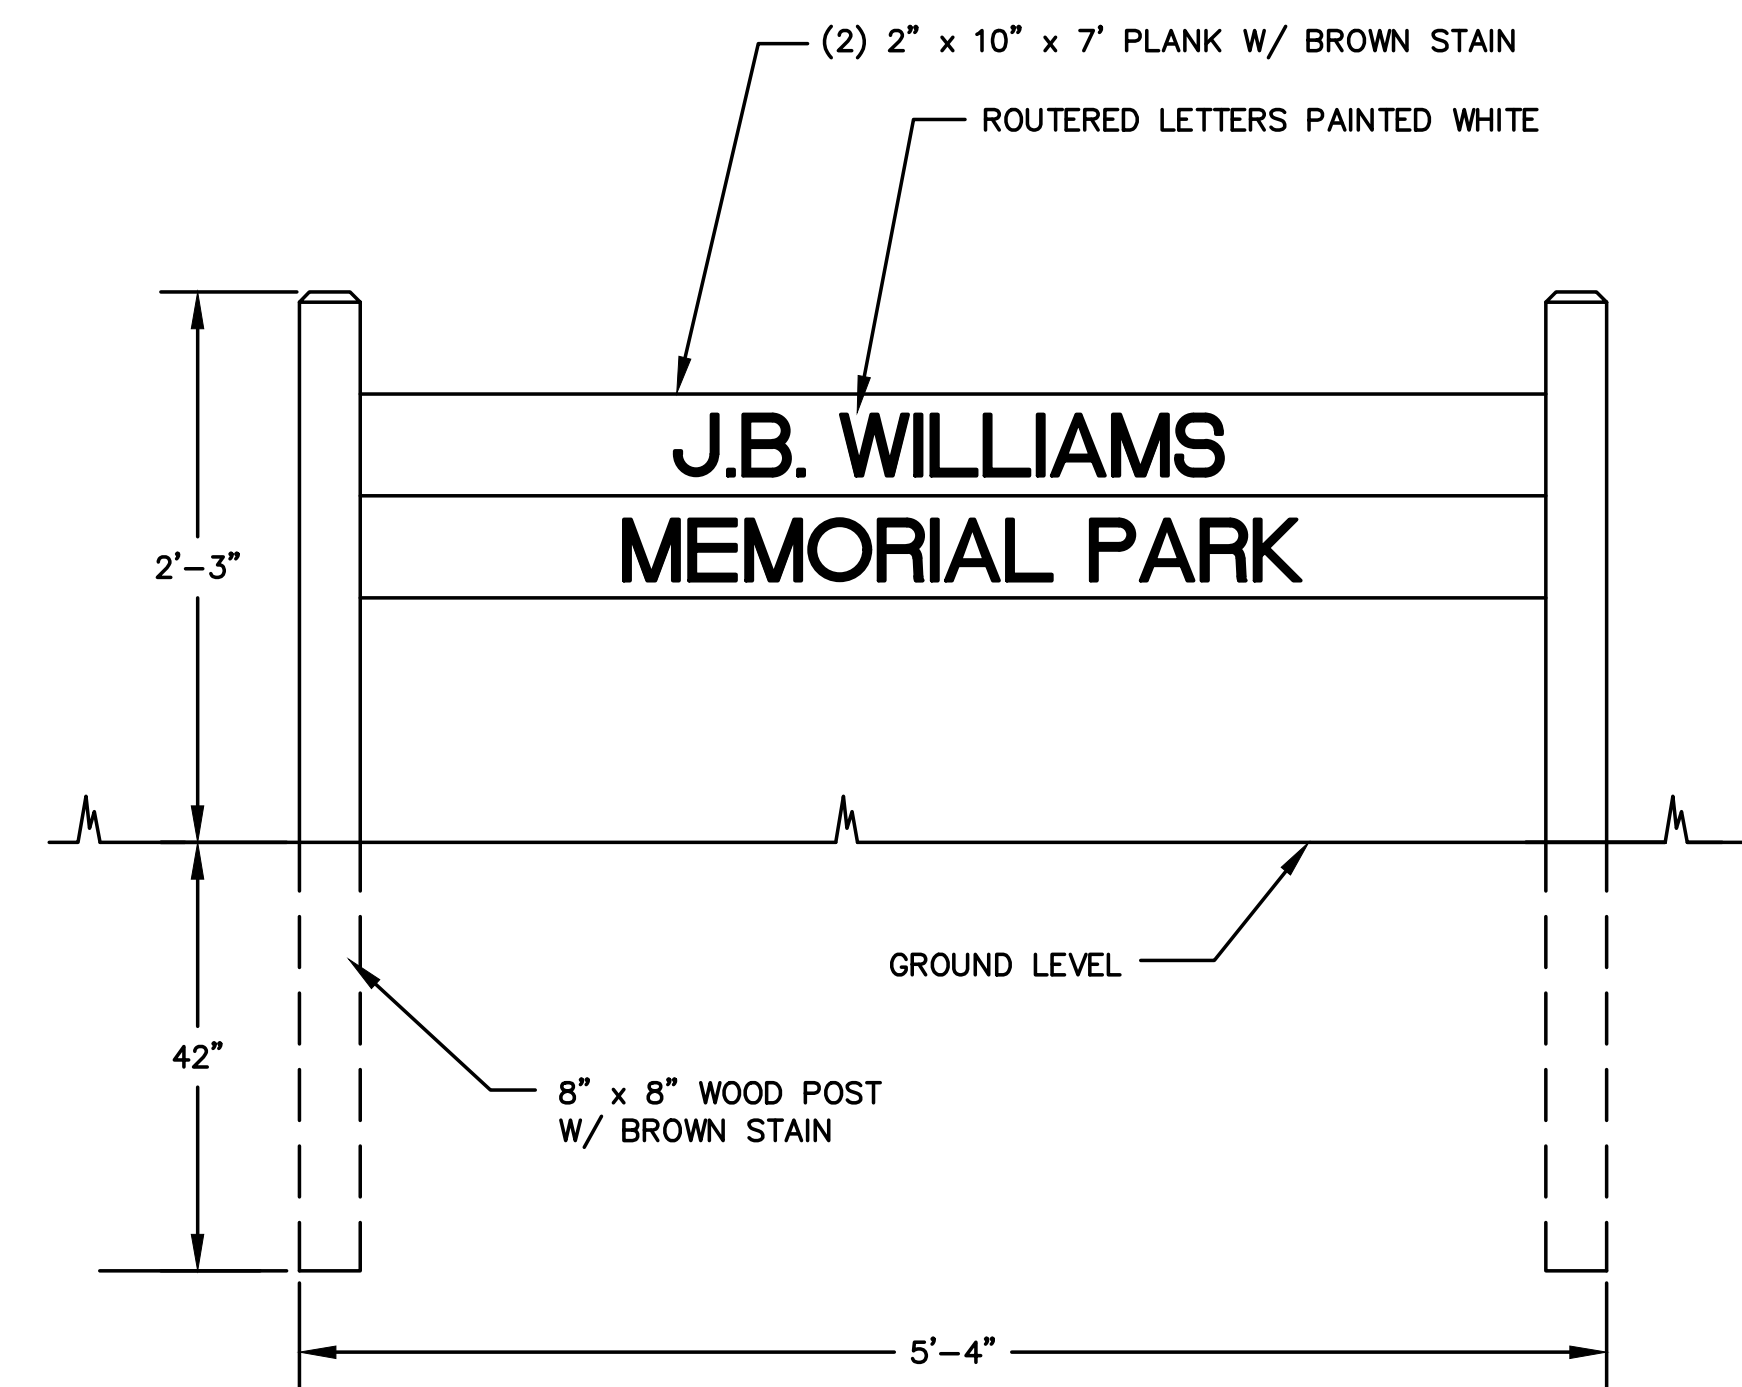 (2) 2” x 10” x 7’ PLANK W/ BROWN STAIN
ROUTERED LETTERS PAINTED WHITE
J.B. WILLIAMS
MEMORIAL PARK
2’-3”
GROUND LEVEL
42”
8” x 8” WOOD POST
W/ BROWN STAIN
5’-4”